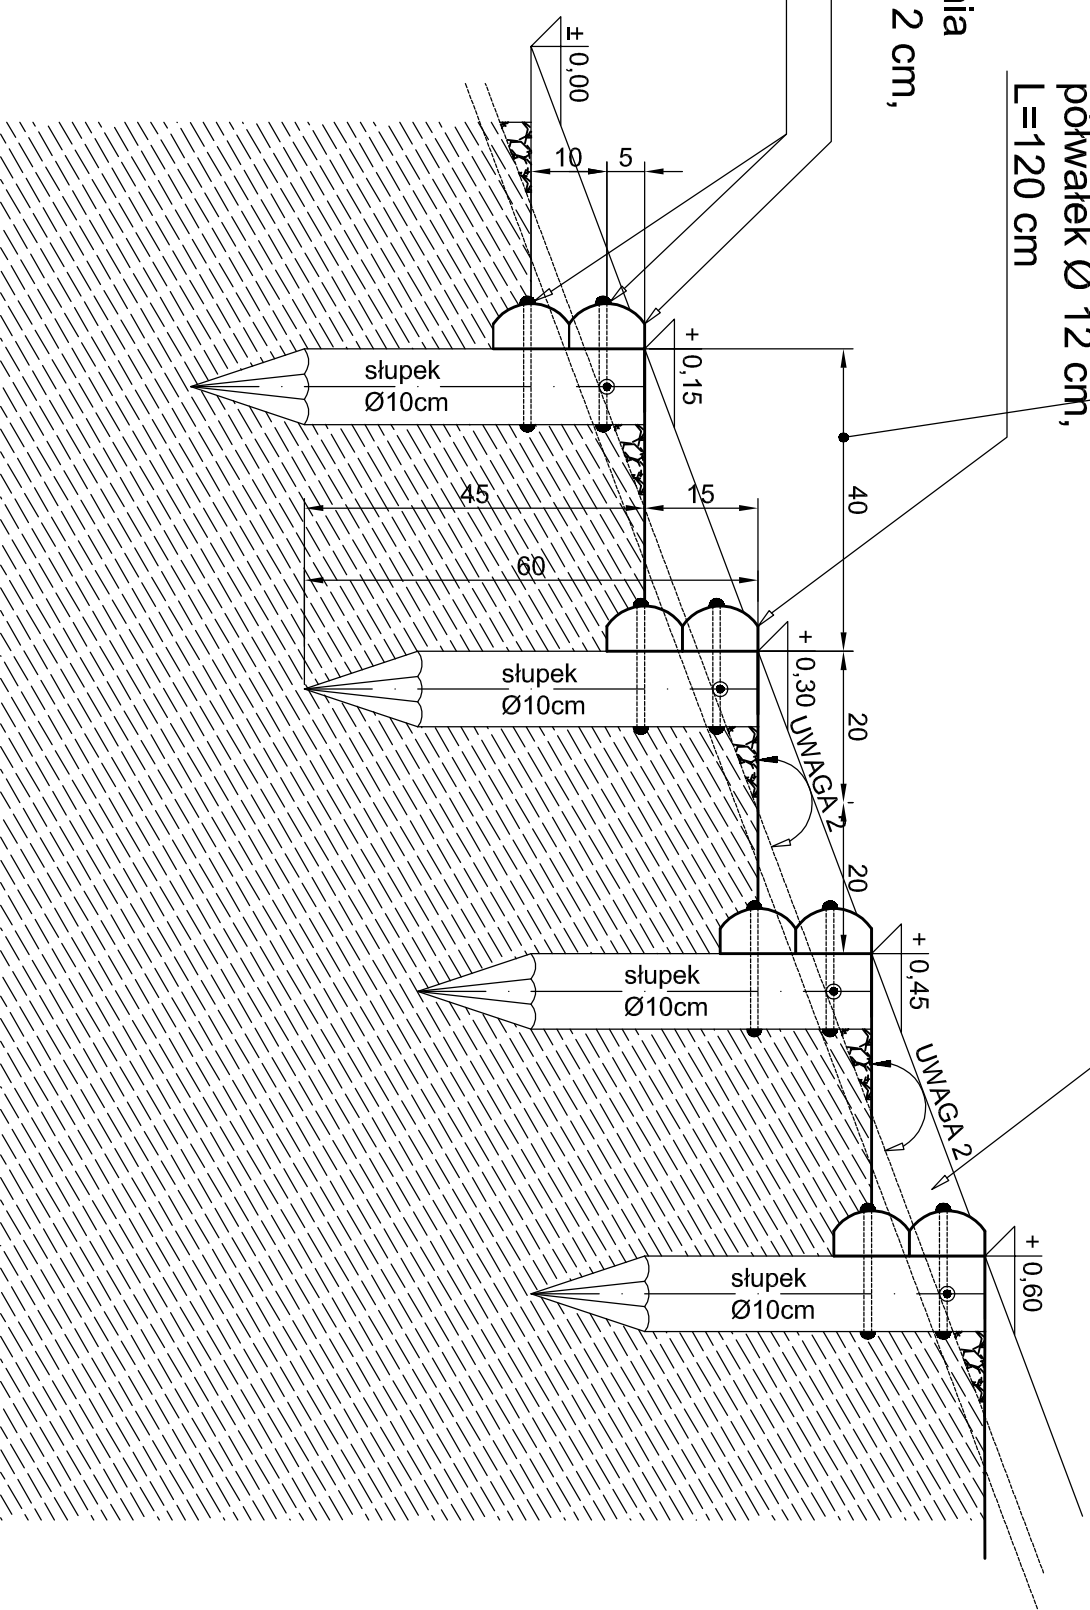 półwałek Ø 12 cm,
L=120 cm
nia
2 cm,
± 0,00
10
5
+ 0,15
słupek
Ø10cm
45
15
40
60
+ 0,30
słupek
Ø10cm
20
UWAGA 2
20
+ 0,45
słupek
Ø10cm
UWAGA 2
+ 0,60
słupek
Ø10cm